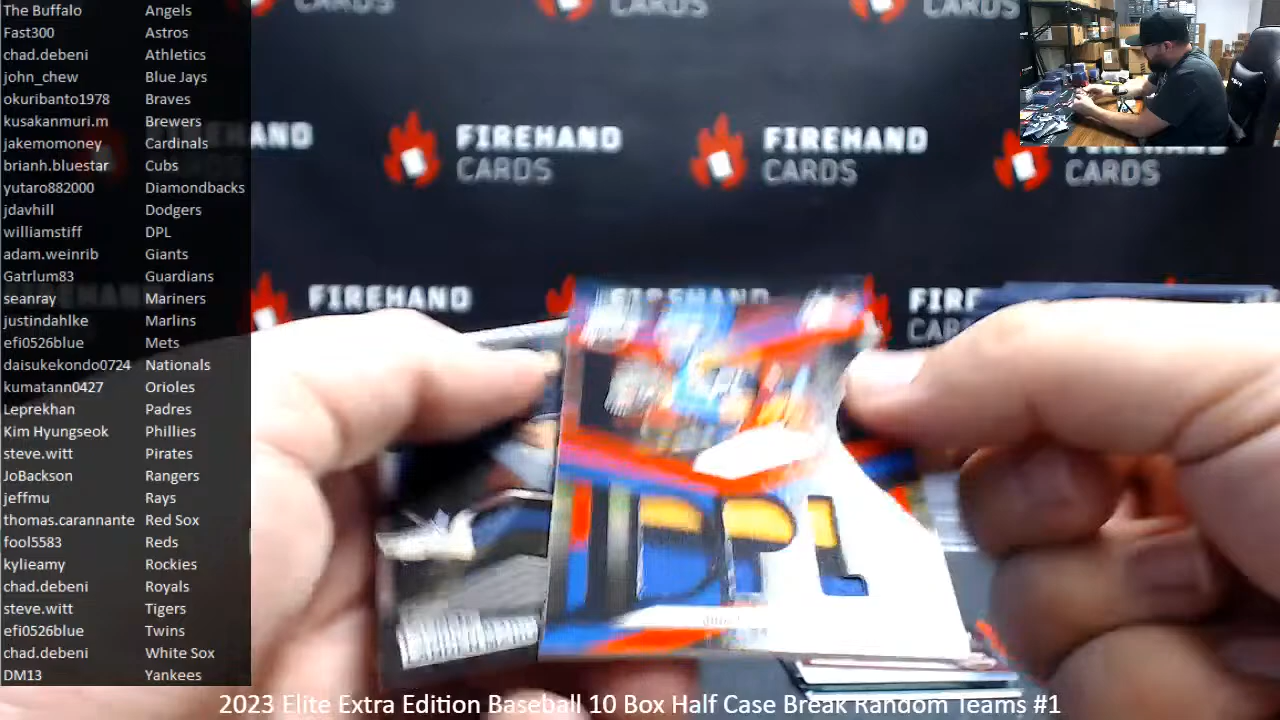 The Buffalo Angels
Fast300 Astros
chad.debeni Athletics
john_chew Blue Jays
okuribanto1978 Braves
kusakanmuri.m Brewers
jakemomoney Cardinals
brianh.bluestar Cubs
yutaro882000 Diamondbacks
jdavhill Dodgers
williamstiff DPL
adam.weinrib Giants
Gatrlum83 Guardians
seanray Mariners
justindahlke Marlins
efi0526blue Mets
daisukekondo0724 Nationals
kumatann0427 Orioles
Leprekhan Padres
Kim Hyungseok Phillies
steve.witt Pirates
JoBackson Rangers
jeffmu Rays
thomas.carannante Red Sox
fool5583 Reds
kylieamy Rockies
chad.debeni Royals
steve.witt Tigers
efi0526blue Twins
chad.debeni White Sox
DM13 Yankees
CARDS
CARDS
CARDS
HAND
FIREHAND
CARDS
FIREHAND
CARDS
CARDS
FIREHAND
FIREHAND
FIRE
CARDS
DPL
2023 Elite Extra Edition Baseball 10 Box Half Case Break Random Teams #1